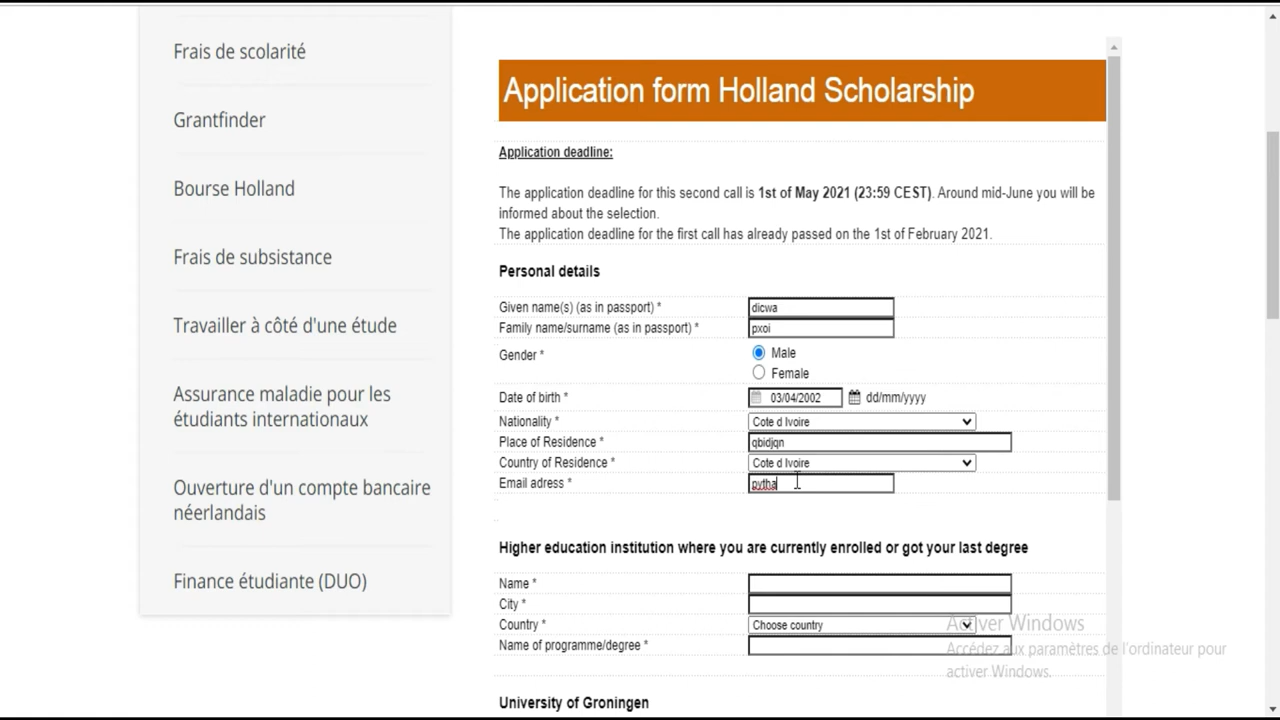 Frais de scolarité
Grantfinder
Bourse Holland
Frais de subsistance
Travailler à côté d'une étude
Assurance maladie pour les
étudiants internationaux
Ouverture d'un compte bancaire
néerlandais
Finance étudiante (DUO)
Application form Holland Scholarship
Application deadline:
The application deadline for this second call is 1st of May 2021 (23:59 CEST). Around mid-June you will be
informed about the selection.
The application deadline for the first call has already passed on the 1st of February 2021.
Personal details
Given name(s) (as in passport) * dicwa
Family name/surname (as in passport) * pxoi
Gender * Male
Female
Date of birth * 03/04/2002 dd/mm/yyyy
Nationality * Cote d Ivoire
Place of Residence * qbidjqn
Country of Residence * Cote d Ivoire
Email adress * pytha
Higher education institution where you are currently enrolled or got your last degree
Name *
City *
Country * Choose country
Name of programme/degree *
University of Groningen
Activer Windows
Accédez aux paramètres de l'ordinateur pour
activer Windows.